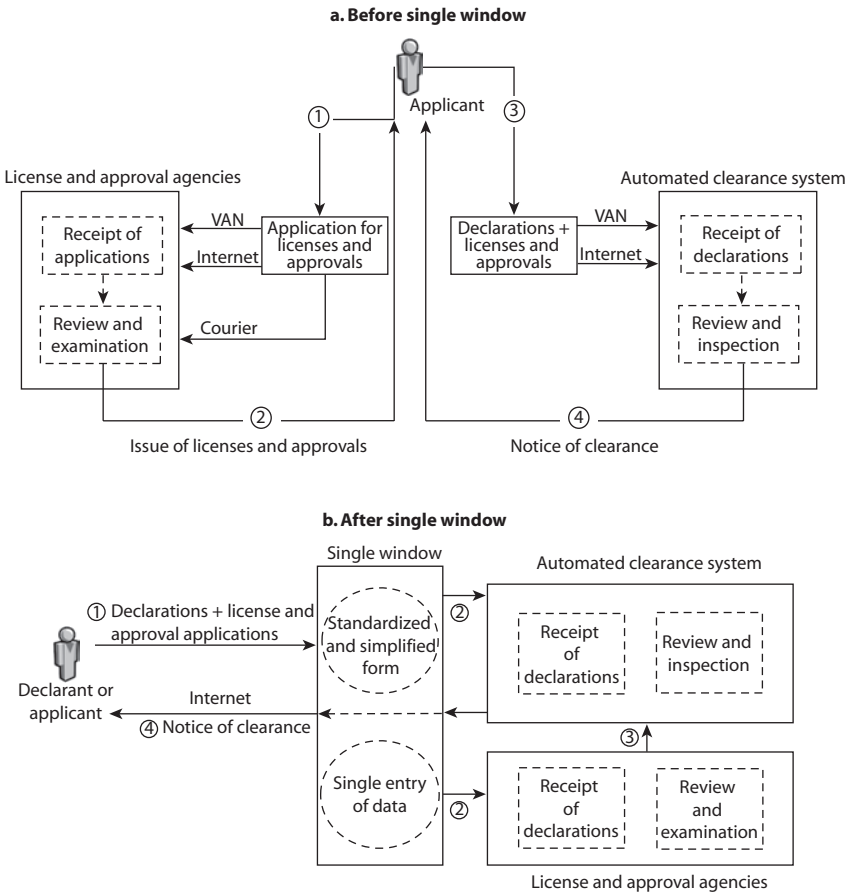 a. Before single window
Applicant
①
③
License and approval agencies
Receipt of
applications
Review and
examination
VAN
Internet
Courier
Application for
licenses and
approvals
②
Issue of licenses and approvals
Declarations +
licenses and
approvals
VAN
Internet
Automated clearance system
Receipt of
declarations
Review and
inspection
④
Notice of clearance
b. After single window
Single window
① Declarations + license and
approval applications
Declarant or
applicant
Internet
④ Notice of clearance
Standardized
and simplified
form
Single entry
of data
②
②
Automated clearance system
Receipt
of
declarations
Review and
inspection
③
Receipt
of
declarations
Review
and
examination
License and approval agencies